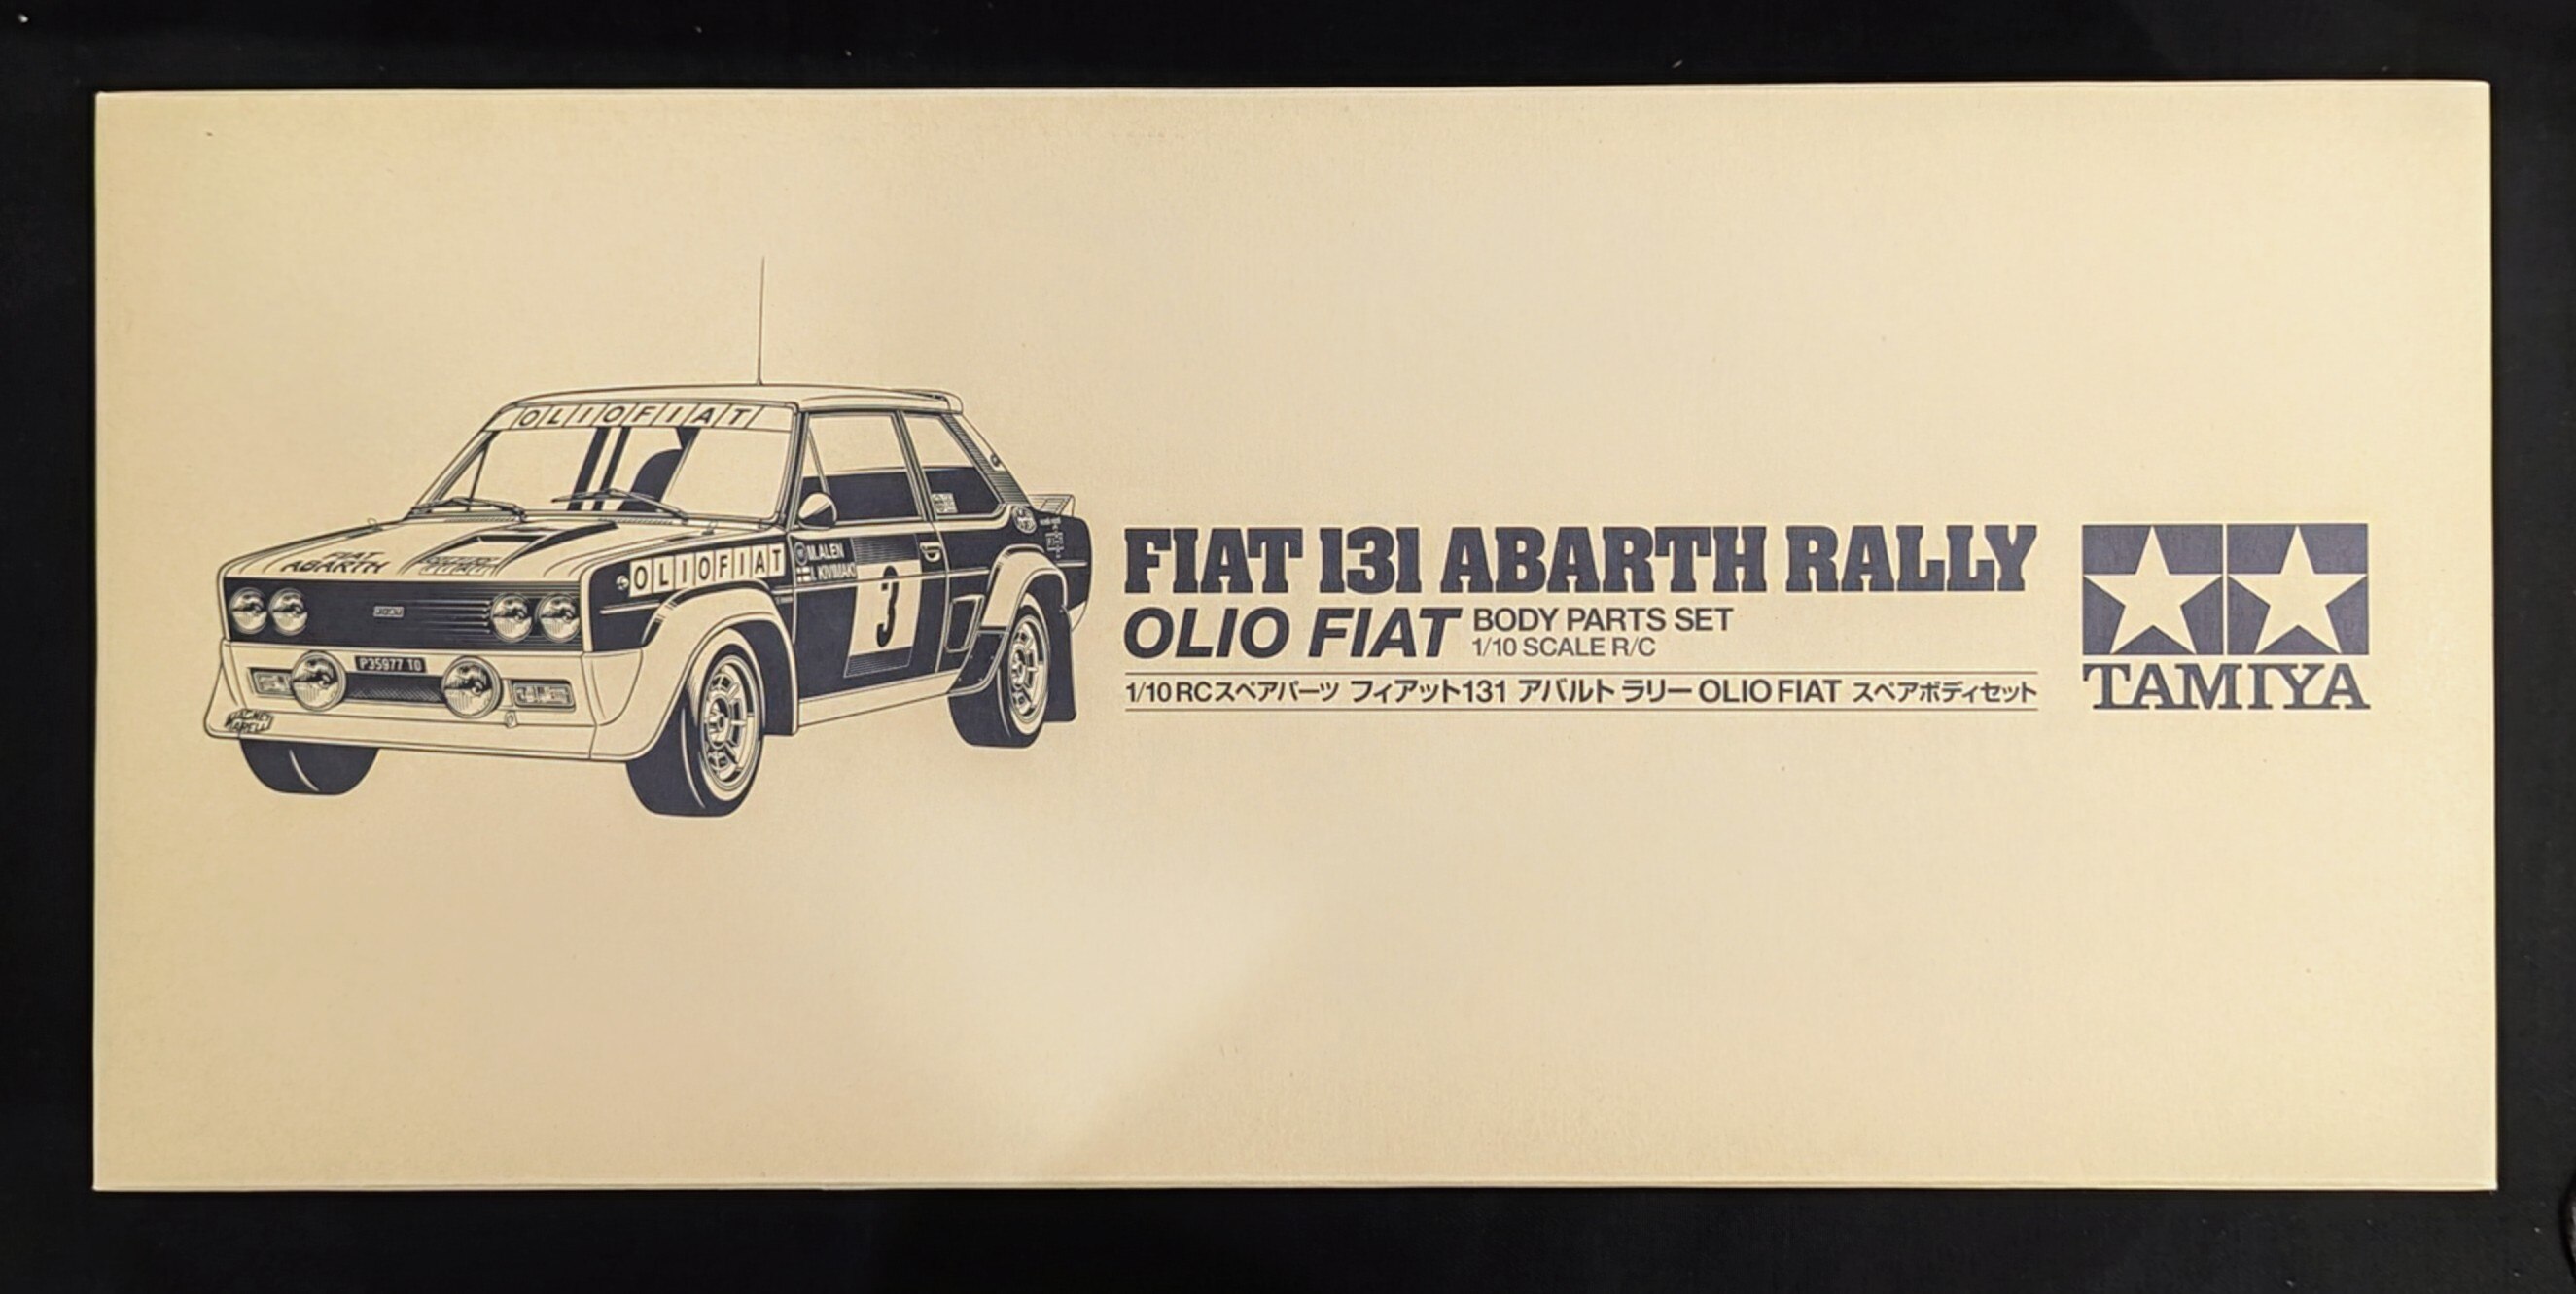 OLIOFIAT
FIAT
ABARTH
OLIOFIAT
M.ALEN
I. KIVIMAKI
3
FIAT
P35977 TO
MAGNETI
MARELLI
FIAT 131 ABARTH RALLY
OLIO FIAT BODY PARTS SET
1/10 SCALE R/C
1/10 RCスペアパーツ フィアット131 アバルト ラリー OLIO FIAT スペアボディセット
TAMIYA